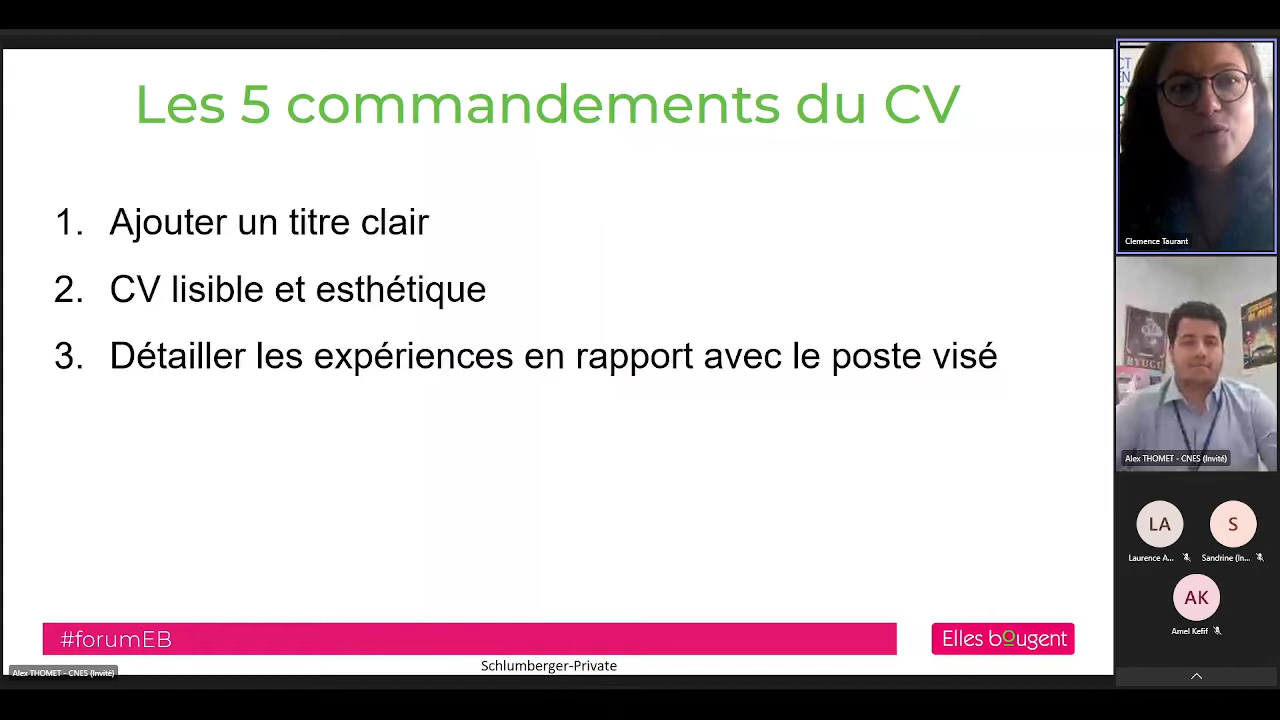 Les 5 commandements du CV
1. Ajouter un titre clair
2. CV lisible et esthétique
3. Détailler les expériences en rapport avec le poste visé
#forumEB
Elles bougent
Schlumberger-Private
Alex THOMET - CNES (Invité)
Clemence Taurant
RYUGU
Alex THOMET - CNES (Invité)
LA
S
Laurence A...
Sandrine (In...
AK
Amel Kefif